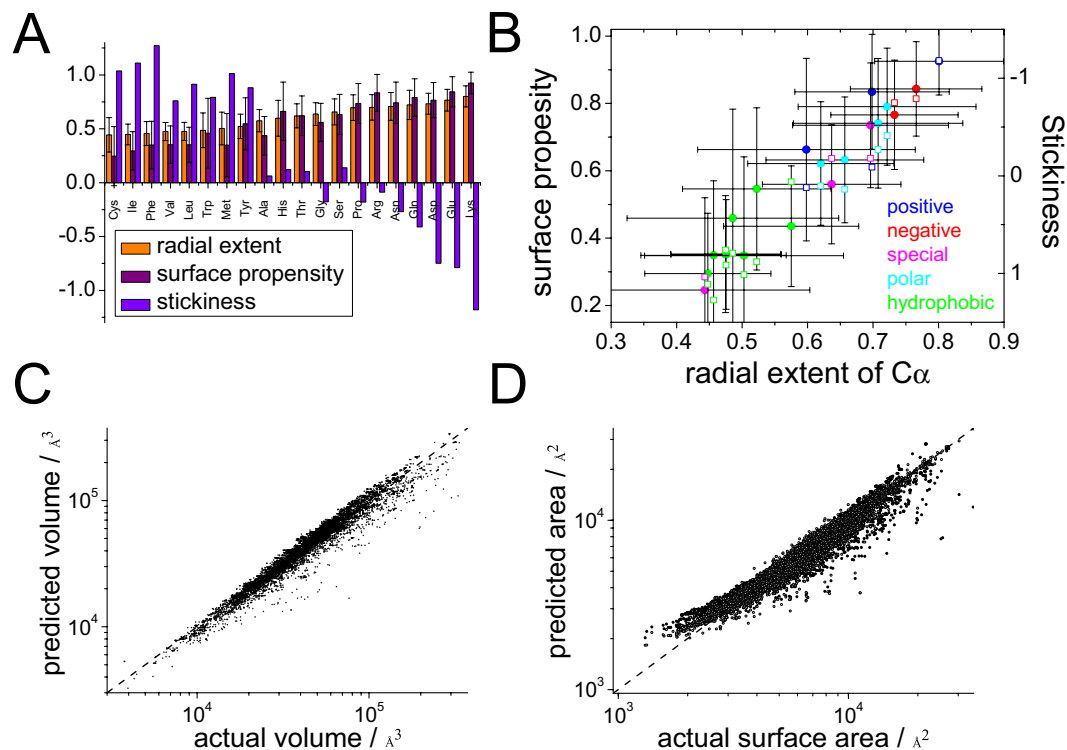 A
1.0
0.5
0.0
-0.5
-1.0
Cys
Ile
Phe
Val
Leu
Trp
Met
Tyr
Ala
His
Thr
Gly
Ser
Pro
Arg
Asn
Gln
Asp
Glu
Lys
radial extent
surface propensity
stickiness
B
surface propesity
1.0
0.8
0.6
0.4
0.2
0.3 0.4 0.5 0.6 0.7 0.8 0.9
radial extent of Cα
-1
0
1
Stickiness
positive
negative
special
polar
hydrophobic
C
predicted volume / Å³
10⁵
10⁴
10⁴ 10⁵
actual volume / Å³
D
predicted area / Å²
10⁴
10³
10³ 10⁴
actual surface area / Å²